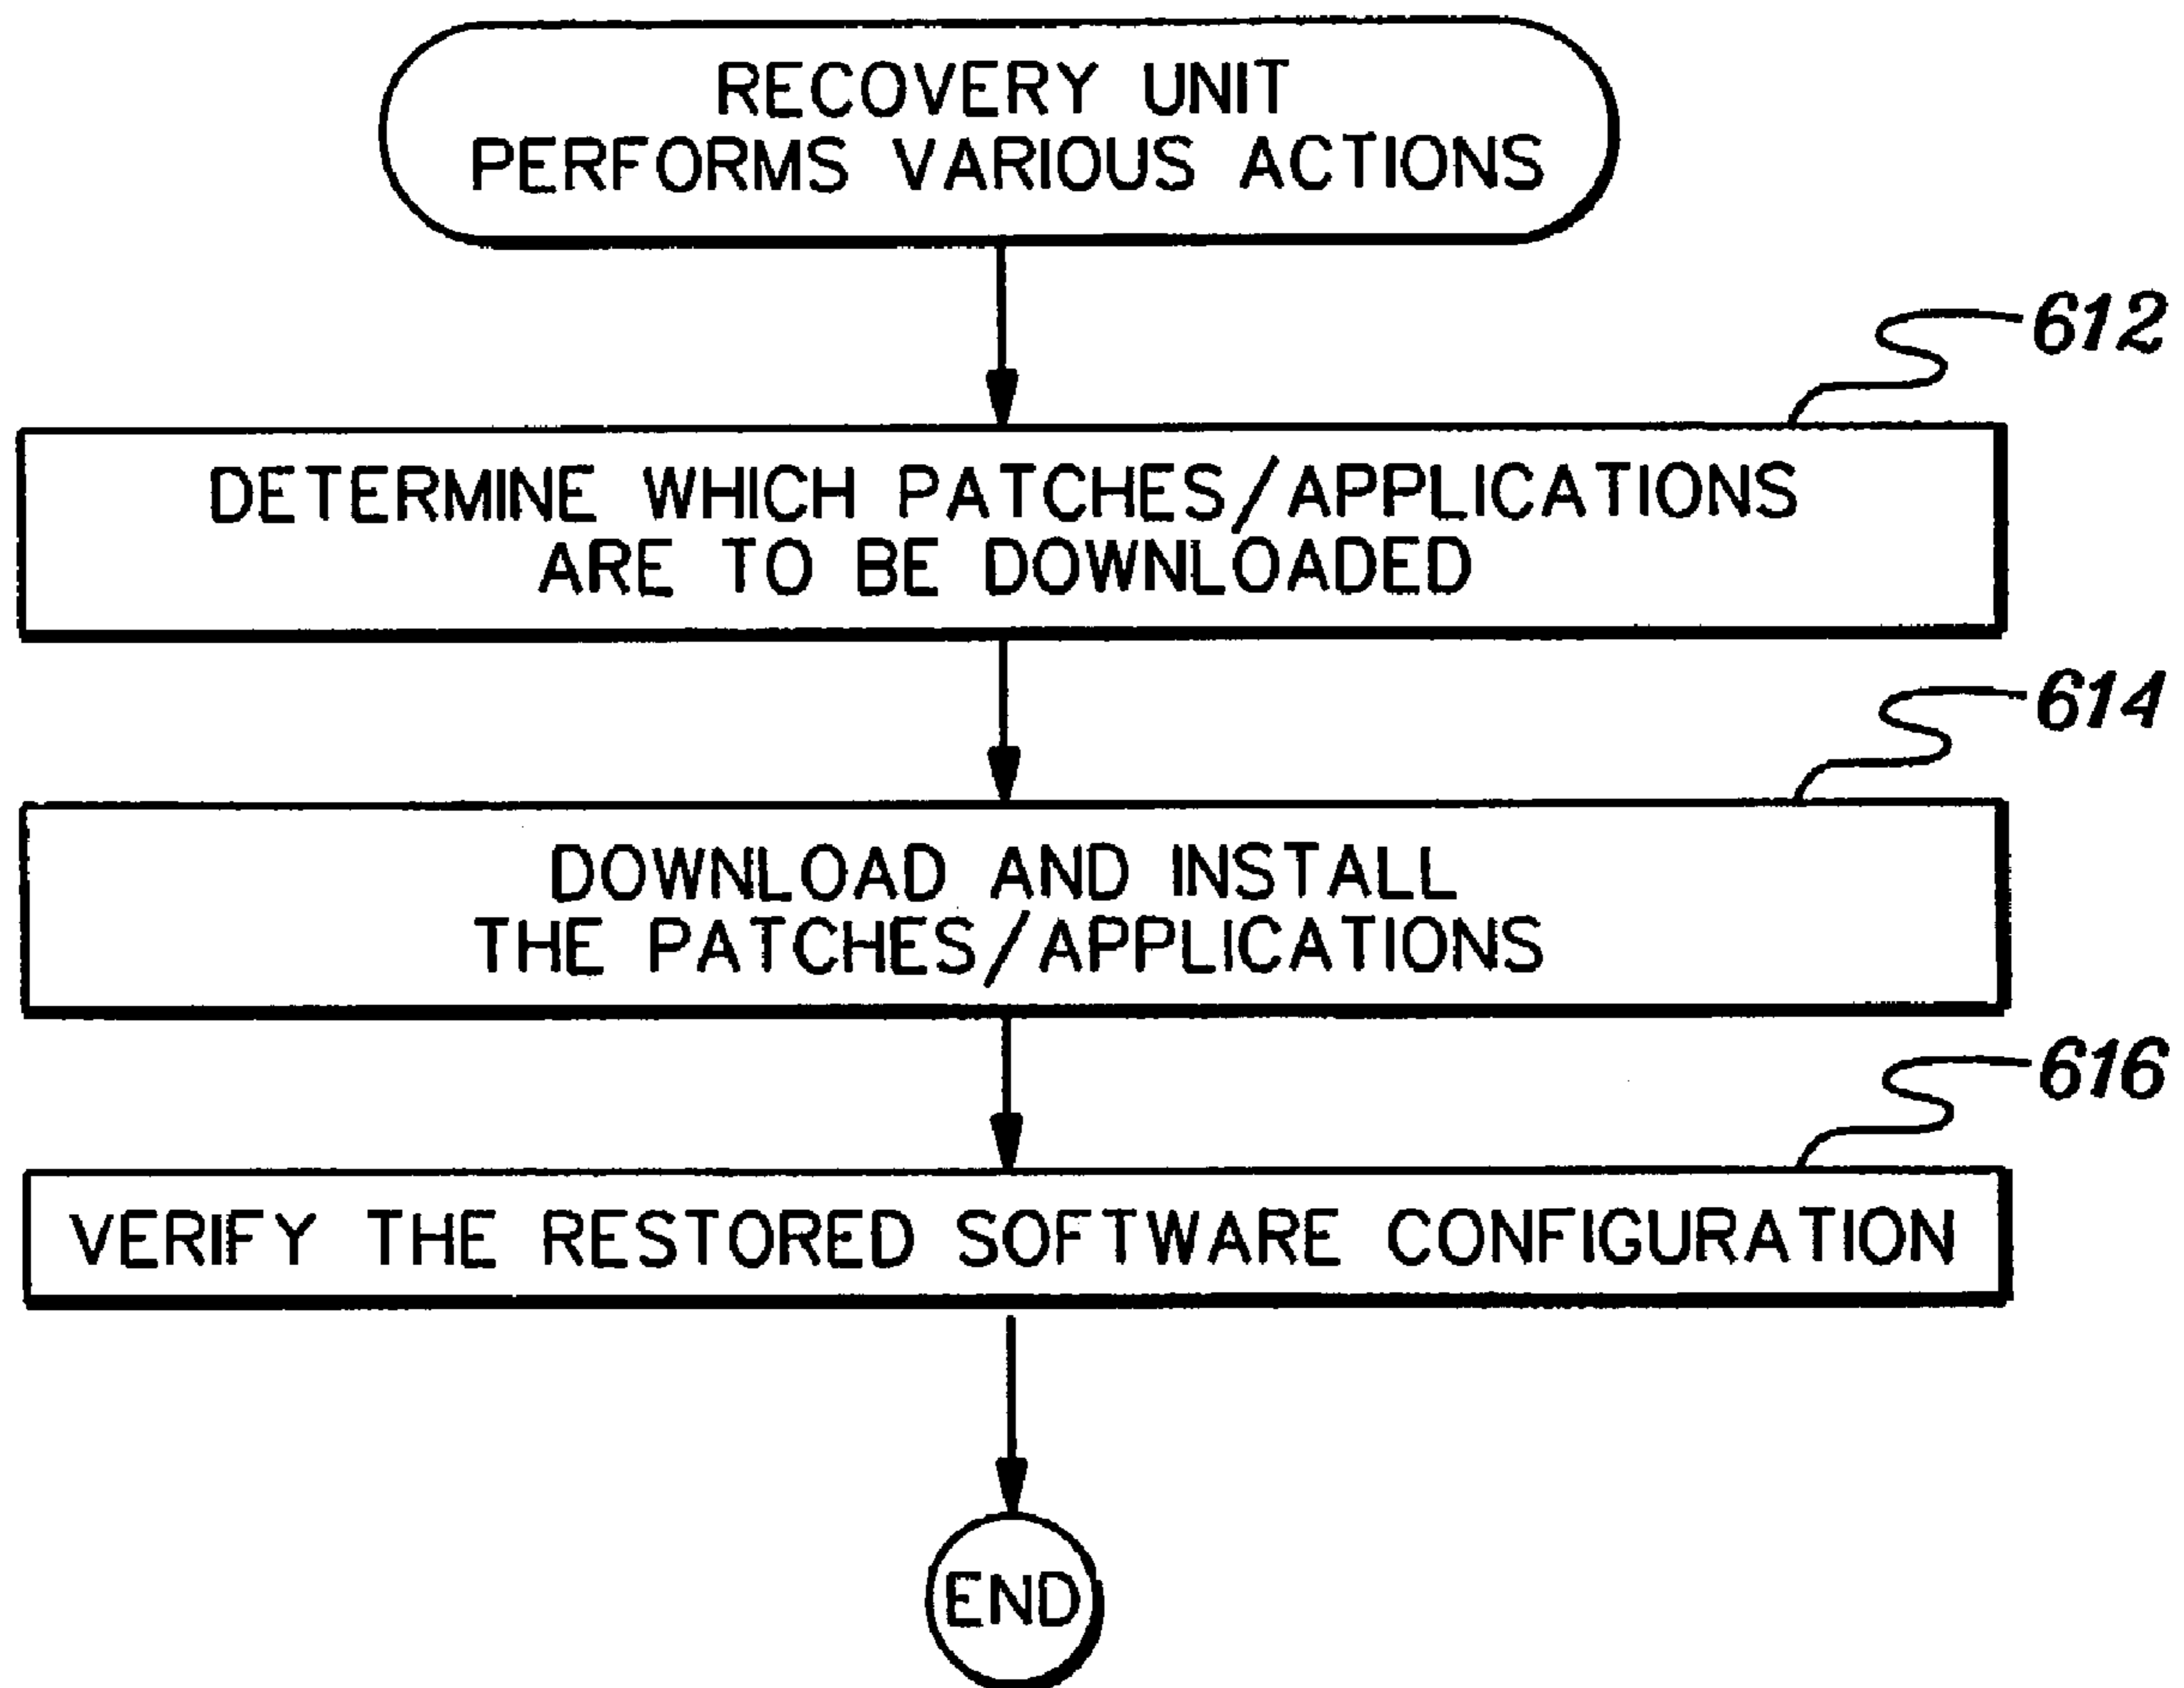 RECOVERY UNIT
PERFORMS VARIOUS ACTIONS
612
DETERMINE WHICH PATCHES/APPLICATIONS
ARE TO BE DOWNLOADED
614
DOWNLOAD AND INSTALL
THE PATCHES/APPLICATIONS
616
VERIFY THE RESTORED SOFTWARE CONFIGURATION
END